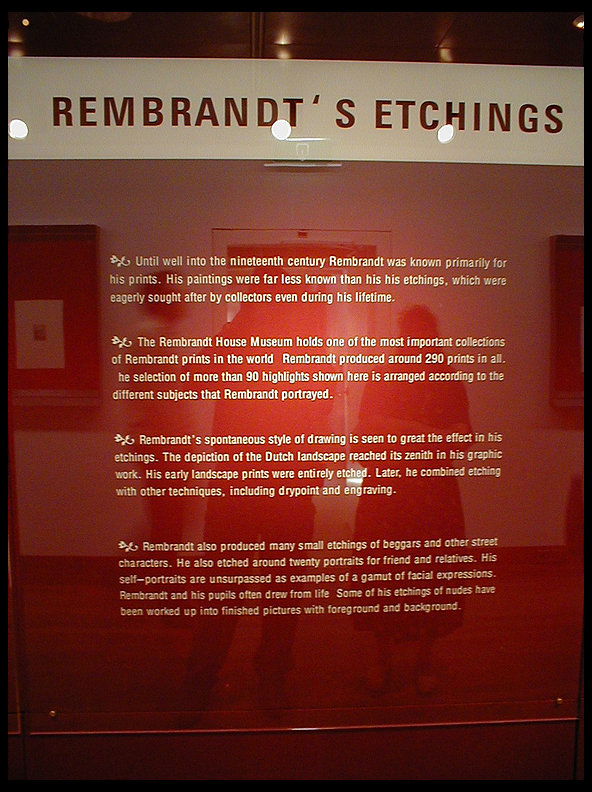 REMBRANDT'S ETCHINGS
Until well into the nineteenth century Rembrandt was known primarily for
his prints. His paintings were far less known than his his etchings, which were
eagerly sought after by collectors even during his lifetime.
The Rembrandt House Museum holds one of the most important collections
of Rembrandt prints in the world Rembrandt produced around 290 prints in all.
he selection of more than 90 highlights shown here is arranged according to the
different subjects that Rembrandt portrayed.
Rembrandt's spontaneous style of drawing is seen to great the effect in his
etchings. The depiction of the Dutch landscape reached its zenith in his graphic
work. His early landscape prints were entirely etched. Later, he combined etching
with other techniques, including drypoint and engraving.
Rembrandt also produced many small etchings of beggars and other street
characters. He also etched around twenty portraits for friend and relatives. His
self-portraits are unsurpassed as examples of a gamut of facial expressions.
Rembrandt and his pupils often drew from life Some of his etchings of nudes have
been worked up into finished pictures with foreground and background.